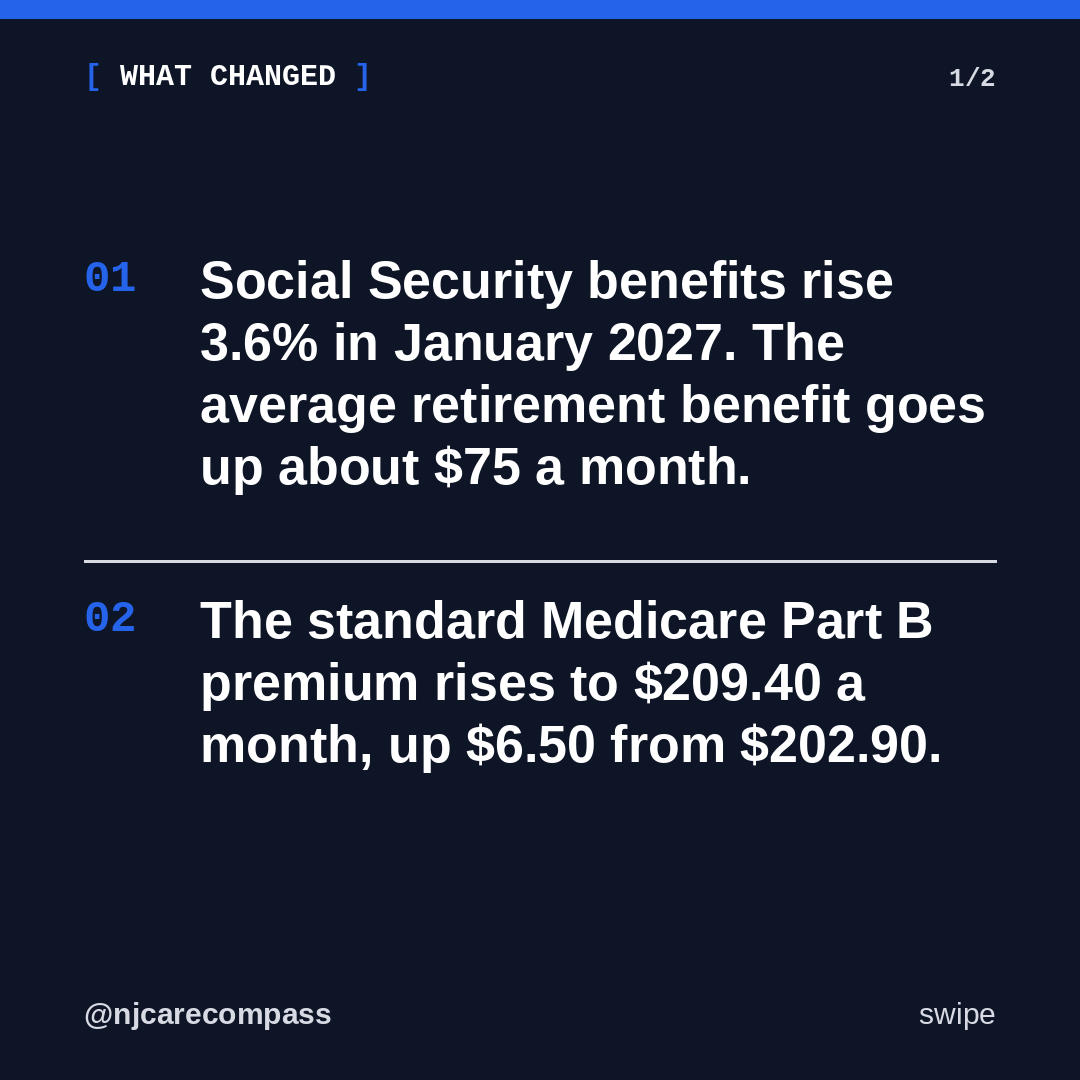 [ WHAT CHANGED ]
1/2
01
Social Security benefits rise
3.6% in January 2027. The
average retirement benefit goes
up about $75 a month.
02
The standard Medicare Part B
premium rises to $209.40 a
month, up $6.50 from $202.90.
@njcarecompass
swipe